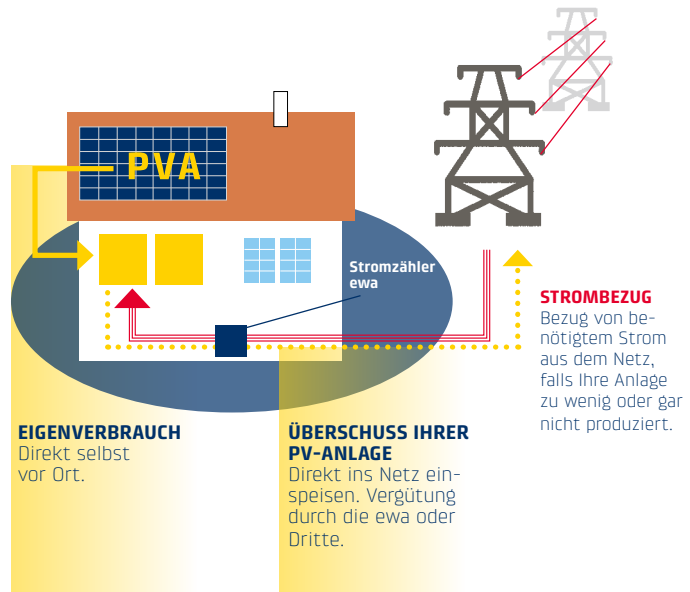 PVA
Stromzähler
ewa
STROMBEZUG
Bezug von be-
nötigtem Strom
aus dem Netz,
falls Ihre Anlage
zu wenig oder gar
nicht produziert.
EIGENVERBRAUCH
Direkt selbst
vor Ort.
ÜBERSCHUSS IHRER
PV-ANLAGE
Direkt ins Netz ein-
speisen. Vergütung
durch die ewa oder
Dritte.